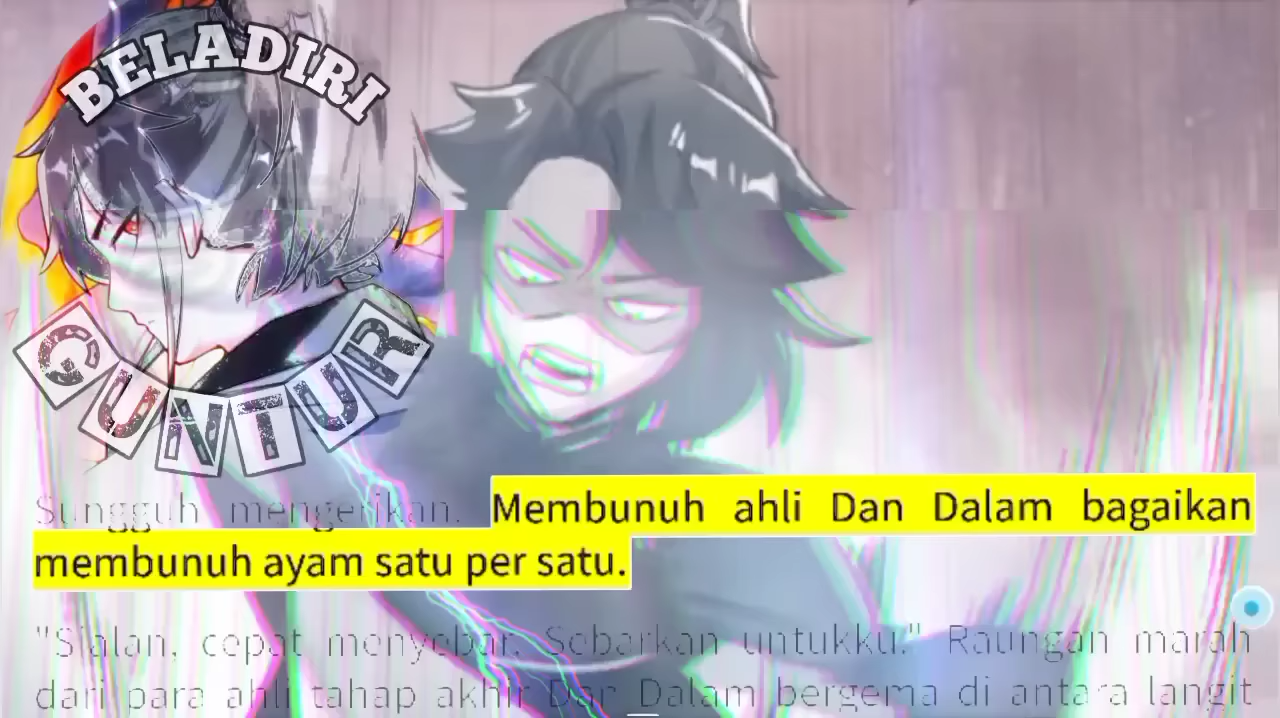 BELADIRI
GUNTUR
Sungguh mengerikan. Membunuh ahli Dan Dalam bagaikan
membunuh ayam satu per satu.
"Sialan, cepat menyebar. Sebarkan untukku." Raungan marah
dari para ahli tahap akhir Dan Dalam bergema di antara langit